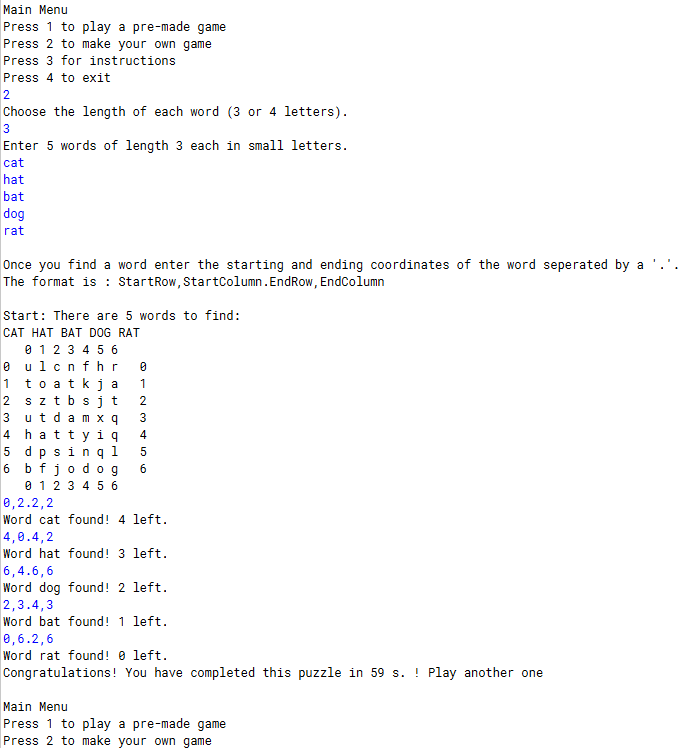 Main Menu
Press 1 to play a pre-made game
Press 2 to make your own game
Press 3 for instructions
Press 4 to exit
2
Choose the length of each word (3 or 4 letters).
3
Enter 5 words of length 3 each in small letters.
cat
hat
bat
dog
rat
Once you find a word enter the starting and ending coordinates of the word seperated by a '.'.
The format is : StartRow,StartColumn.EndRow,EndColumn
Start: There are 5 words to find:
CAT HAT BAT DOG RAT
0 1 2 3 4 5 6
0 u l c n f h r 0
1 t o a t k j a 1
2 s z t b s j t 2
3 u t d a m x q 3
4 h a t t y i q 4
5 d p s i n q l 5
6 b f j o d o g 6
0 1 2 3 4 5 6
0,2.2,2
Word cat found! 4 left.
4,0.4,2
Word hat found! 3 left.
6,4.6,6
Word dog found! 2 left.
2,3.4,3
Word bat found! 1 left.
0,6.2,6
Word rat found! 0 left.
Congratulations! You have completed this puzzle in 59 s. ! Play another one
Main Menu
Press 1 to play a pre-made game
Press 2 to make your own game